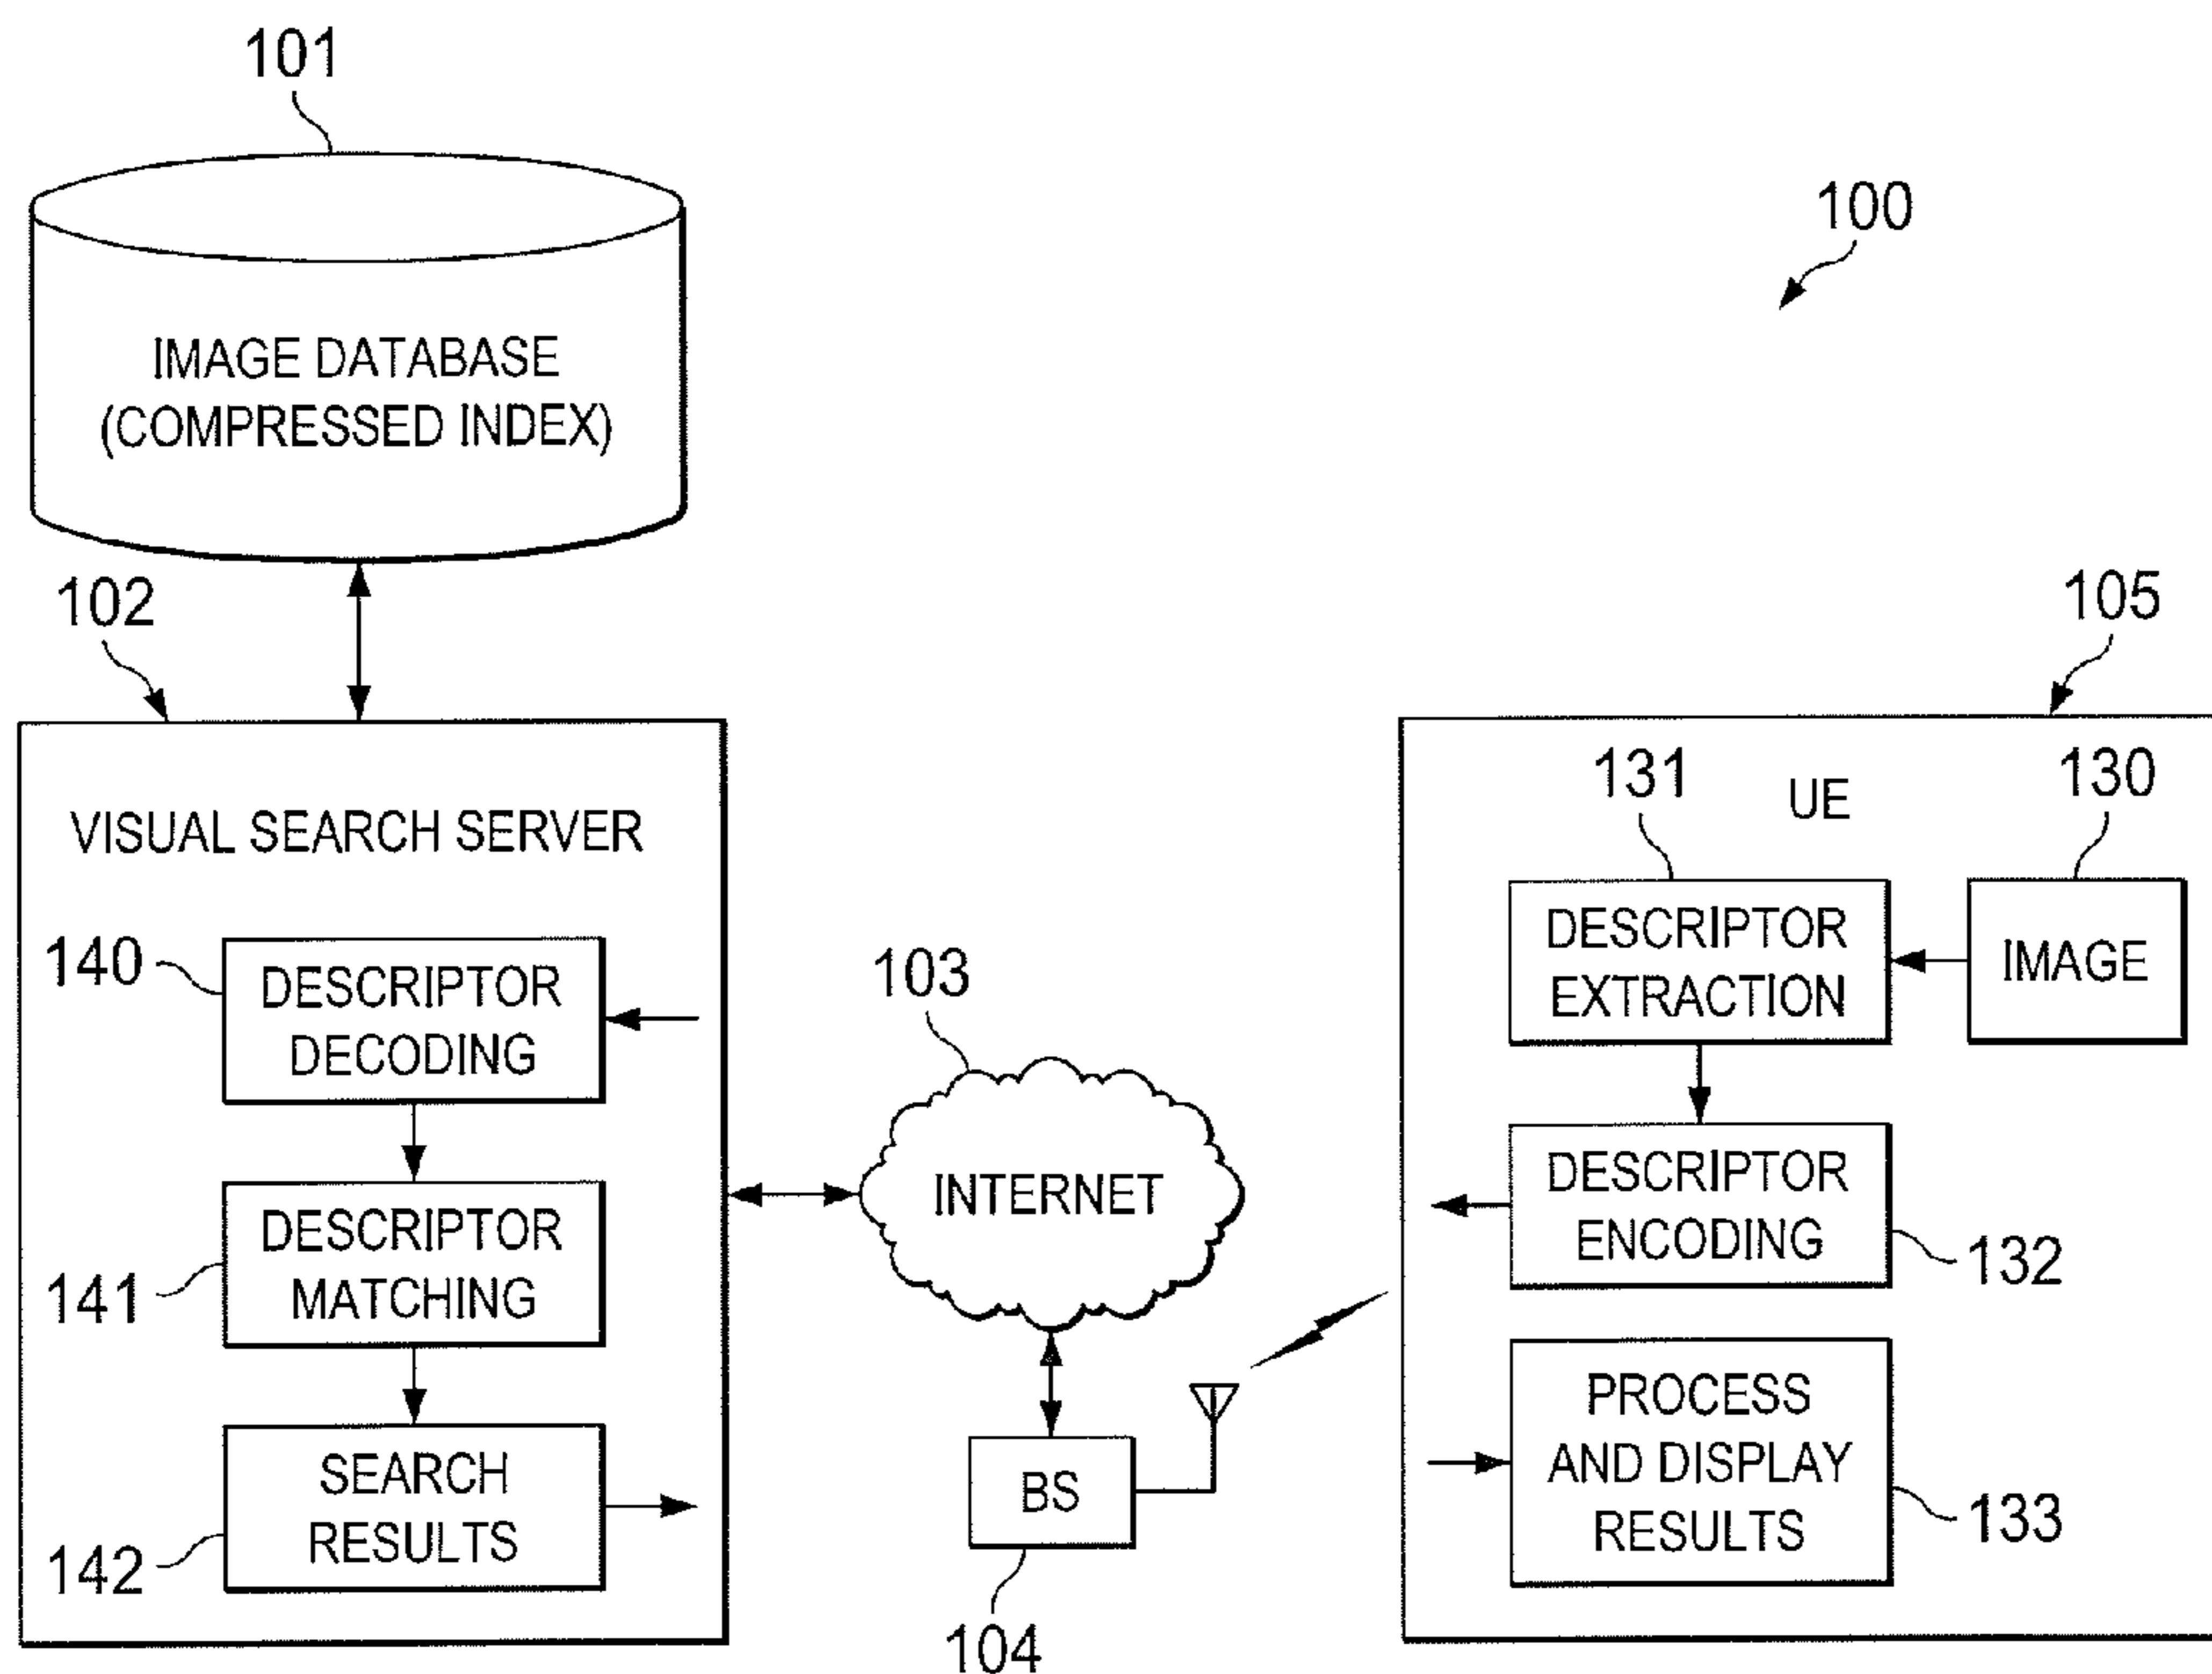 101
100
IMAGE DATABASE
(COMPRESSED INDEX)
102
105
VISUAL SEARCH SERVER
140
DESCRIPTOR
DECODING
141
DESCRIPTOR
MATCHING
142
SEARCH
RESULTS
103
INTERNET
BS
104
UE
131
130
DESCRIPTOR
EXTRACTION
IMAGE
DESCRIPTOR
ENCODING
132
PROCESS
AND DISPLAY
RESULTS
133